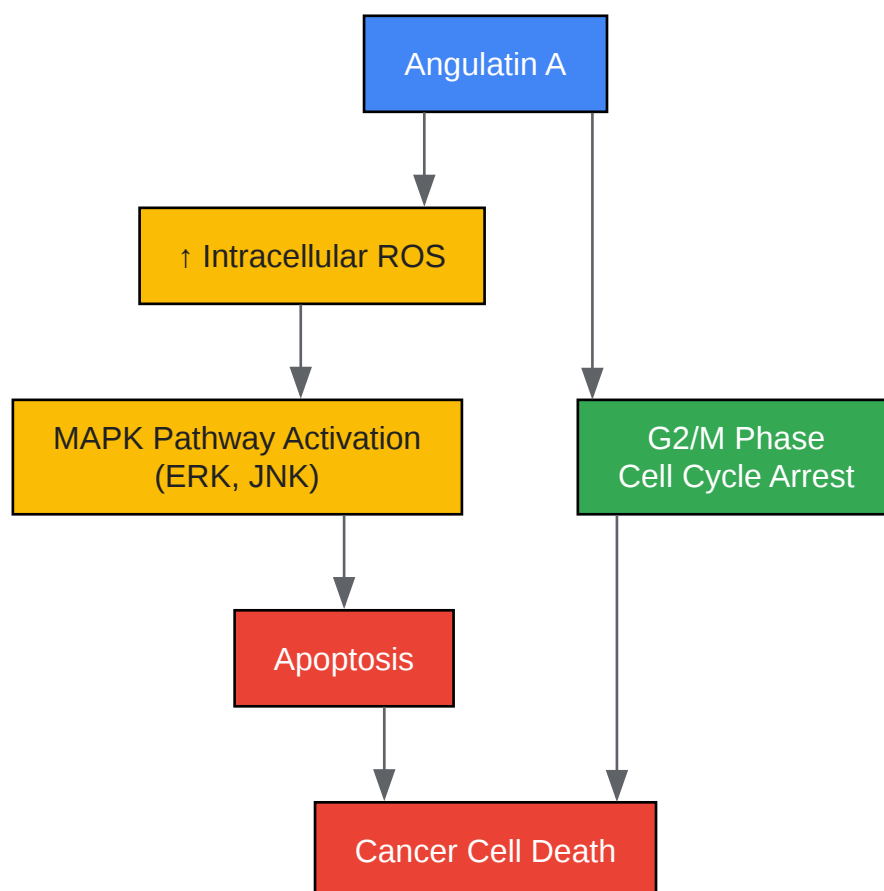 Angulatin A
↑ Intracellular ROS
MAPK Pathway Activation
(ERK, JNK)
G2/M Phase
Cell Cycle Arrest
Apoptosis
Cancer Cell Death